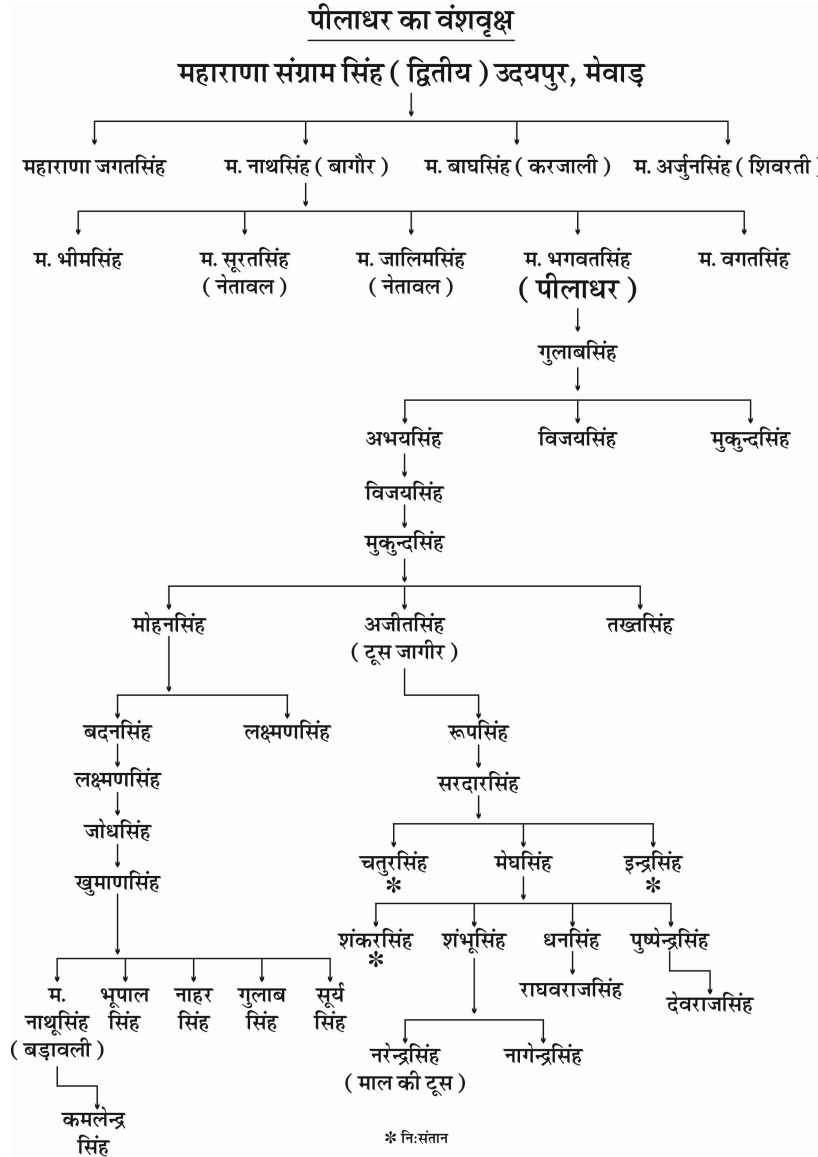 पीलाधर का वंशवृक्ष
महाराणा संग्राम सिंह ( द्वितीय ) उदयपुर, मेवाड़
महाराणा जगतसिंह म. नाथसिंह ( बागौर ) म. बाघसिंह ( करजाली ) म. अर्जुनसिंह ( शिवरती )
म. भीमसिंह म. सूरतसिंह म. जालिमसिंह म. भगवतसिंह म. वगतसिंह
( नेतावल ) ( नेतावल ) ( पीलाधर )
गुलाबसिंह
अभयसिंह विजयसिंह मुकुन्दसिंह
विजयसिंह
मुकुन्दसिंह
मोहनसिंह अजीतसिंह तख्तसिंह
( टूस जागीर )
बदनसिंह लक्ष्मणसिंह रूपसिंह
लक्ष्मणसिंह सरदारसिंह
जोधसिंह
चतुरसिंह मेघसिंह इन्द्रसिंह
* *
खुमाणसिंह
शंकरसिंह शंभूसिंह धनसिंह पुष्पेन्द्रसिंह
*
राघवराजसिंह
देवराजसिंह
म. भूपाल नाहर गुलाब सूर्य
नाथूसिंह सिंह सिंह सिंह सिंह
( बड़ावली )
नरेन्द्रसिंह नागेन्द्रसिंह
( माल की टूस )
कमलेन्द्र
सिंह
* नि:संतान